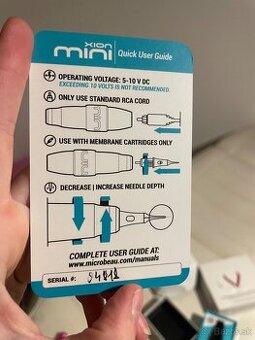 XION
mini
Quick User Guide
OPERATING VOLTAGE: 5-10 V DC
EXCEEDING 10 VOLTS IS NOT RECOMMENDED.
ONLY USE STANDARD RCA CORD
USE WITH MEMBRANE CARTRIDGES ONLY
DECREASE | INCREASE NEEDLE DEPTH
COMPLETE USER GUIDE AT:
www.microbeau.com/manuals
SERIAL #: